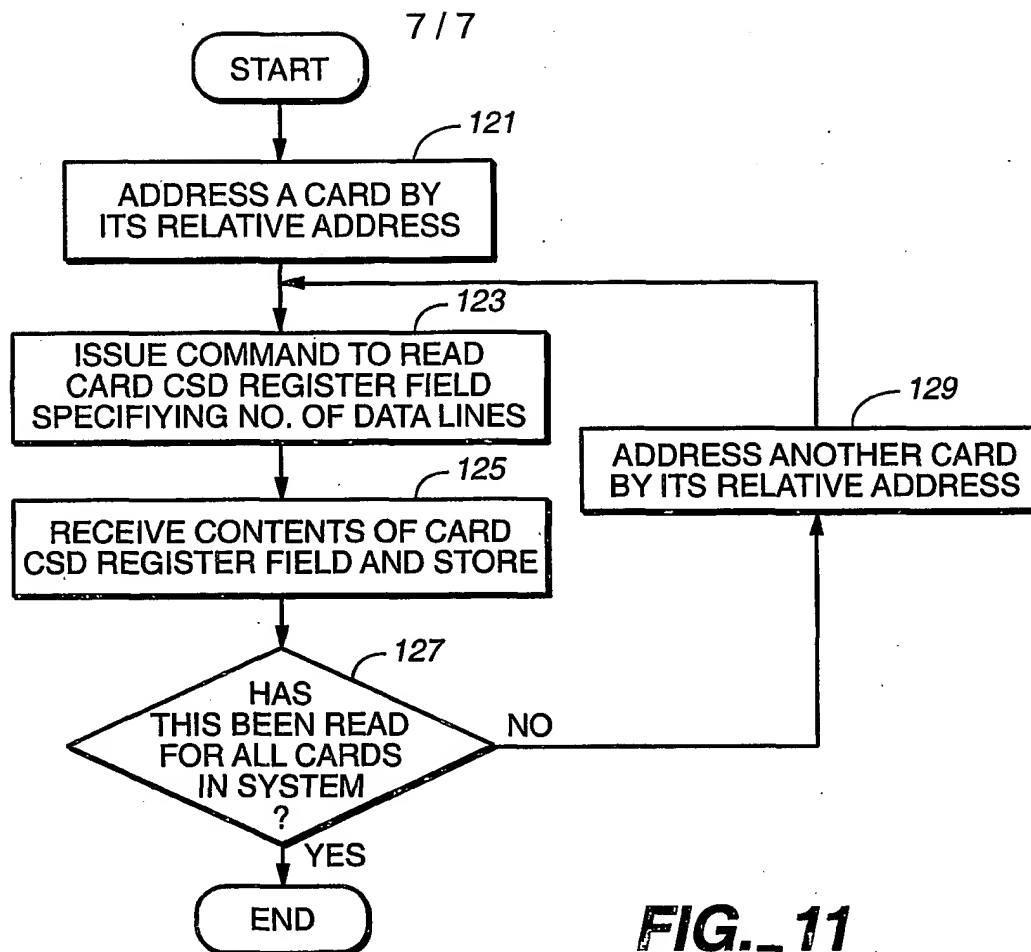 7 / 7
START
121
ADDRESS A CARD BY
ITS RELATIVE ADDRESS
123
ISSUE COMMAND TO READ
CARD CSD REGISTER FIELD
SPECIFIYING NO. OF DATA LINES
129
ADDRESS ANOTHER CARD
BY ITS RELATIVE ADDRESS
125
RECEIVE CONTENTS OF CARD
CSD REGISTER FIELD AND STORE
127
HAS
THIS BEEN READ
FOR ALL CARDS
IN SYSTEM
?
NO
YES
END
FIG._11